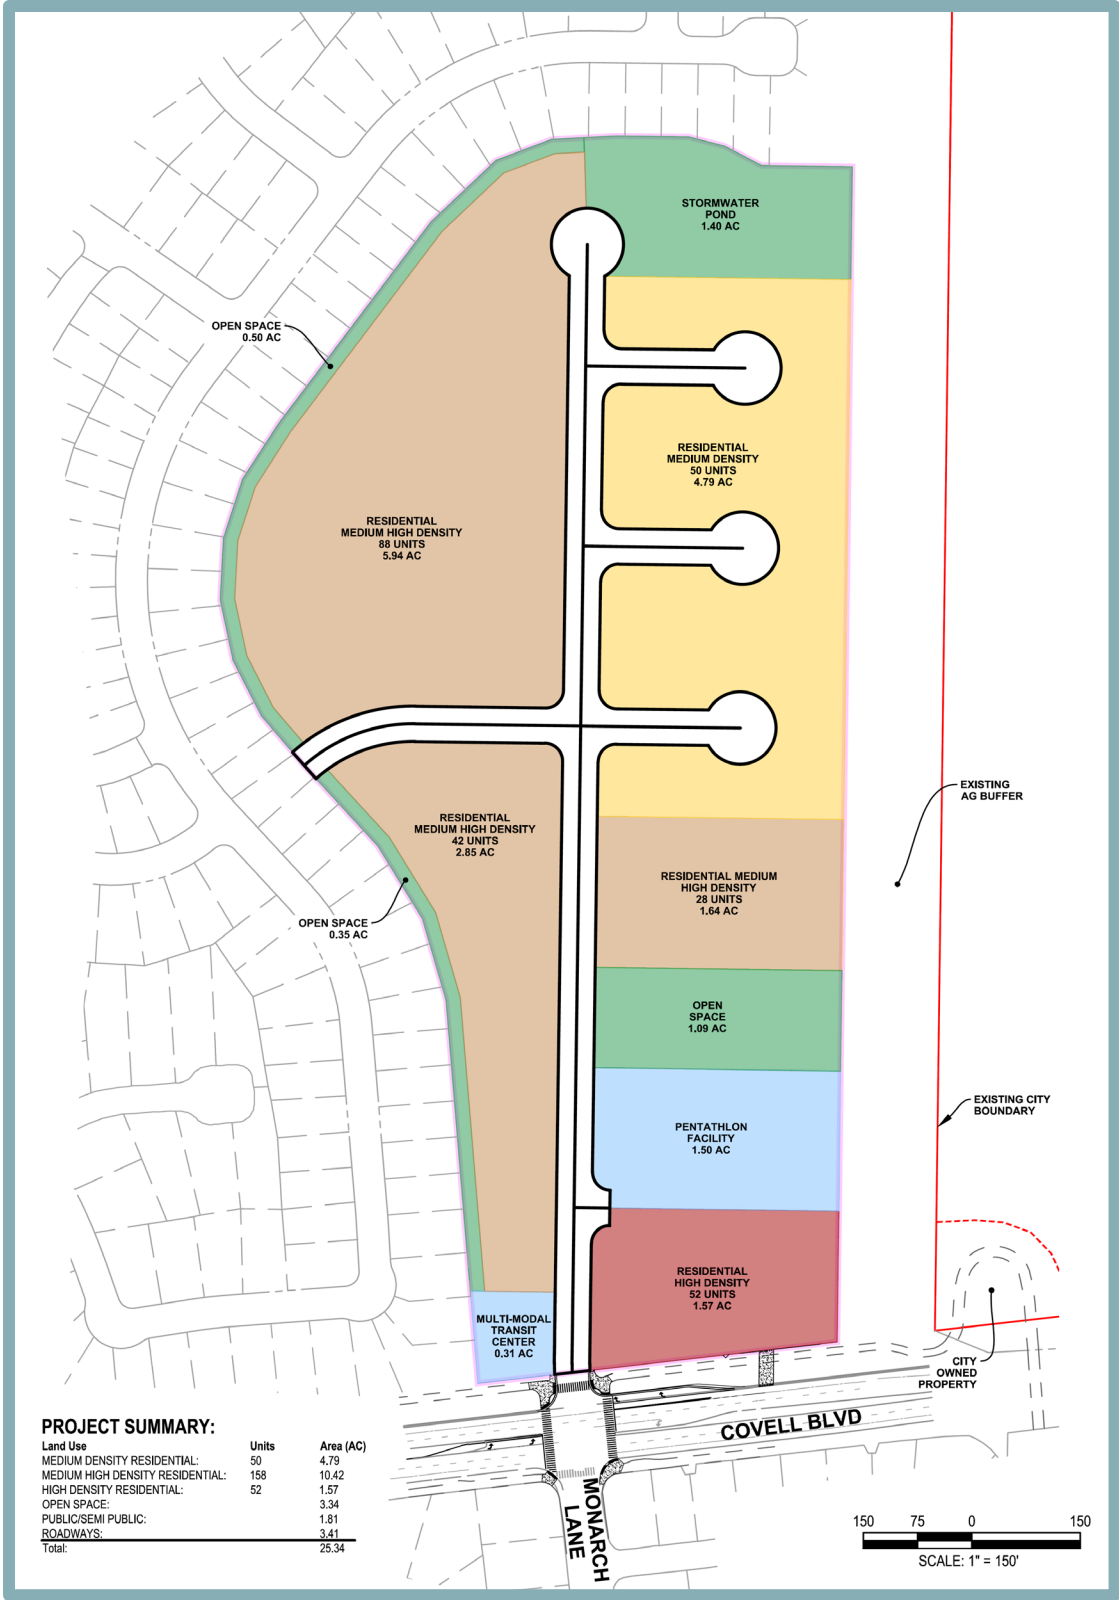 STORMWATER
POND
1.40 AC
OPEN SPACE
0.50 AC
RESIDENTIAL
MEDIUM DENSITY
50 UNITS
4.79 AC
RESIDENTIAL
MEDIUM HIGH DENSITY
88 UNITS
5.94 AC
EXISTING
AG BUFFER
RESIDENTIAL
MEDIUM HIGH DENSITY
42 UNITS
2.85 AC
RESIDENTIAL MEDIUM
HIGH DENSITY
28 UNITS
1.64 AC
OPEN SPACE
0.35 AC
OPEN
SPACE
1.09 AC
EXISTING CITY
BOUNDARY
PENTATHLON
FACILITY
1.50 AC
RESIDENTIAL
HIGH DENSITY
52 UNITS
1.57 AC
MULTI-MODAL
TRANSIT
CENTER
0.31 AC
CITY
OWNED
PROPERTY
COVELL BLVD
MONARCH
LANE
PROJECT SUMMARY:
Land Use Units Area (AC)
MEDIUM DENSITY RESIDENTIAL: 50 4.79
MEDIUM HIGH DENSITY RESIDENTIAL: 158 10.42
HIGH DENSITY RESIDENTIAL: 52 1.57
OPEN SPACE: 3.34
PUBLIC/SEMI PUBLIC: 1.81
ROADWAYS: 3.41
Total: 25.34
150 75 0 150
SCALE: 1" = 150'